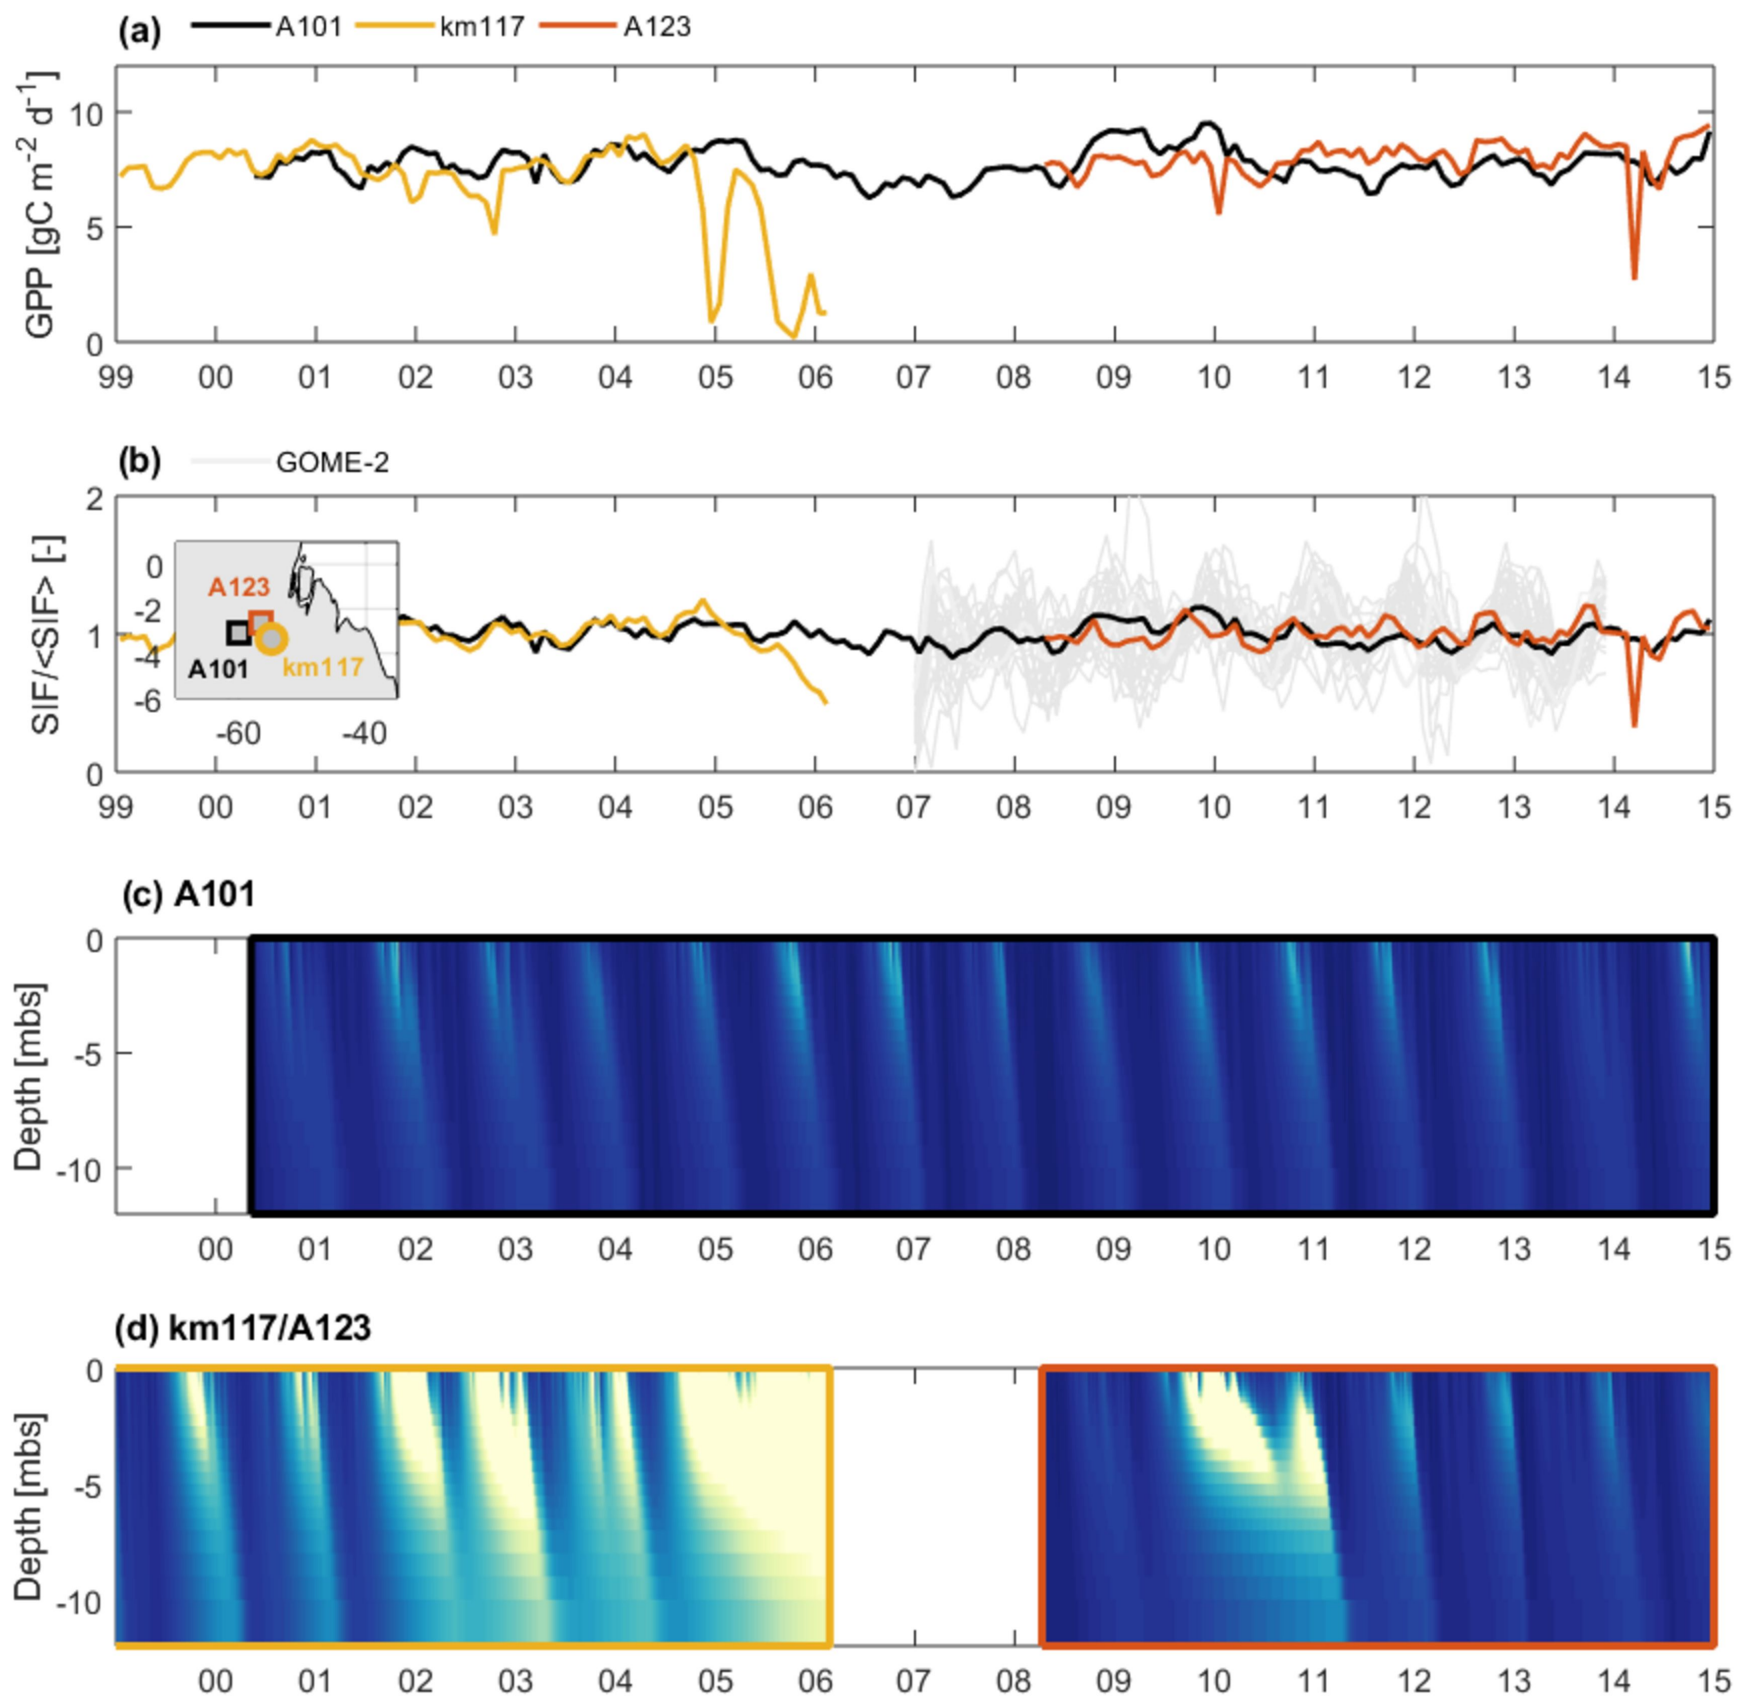 (a) A101 km117 A123
GPP [gC m-2 d-1]
10
5
0
99 00 01 02 03 04 05 06 07 08 09 10 11 12 13 14 15
(b) GOME-2
SIF/<SIF> [-]
2
1
0
0
-2
-4
-6
A123
A101 km117
-60 -40
99 00 01 02 03 04 05 06 07 08 09 10 11 12 13 14 15
(c) A101
Depth [mbs]
0
-5
-10
00 01 02 03 04 05 06 07 08 09 10 11 12 13 14 15
(d) km117/A123
Depth [mbs]
0
-5
-10
00 01 02 03 04 05 06 07 08 09 10 11 12 13 14 15